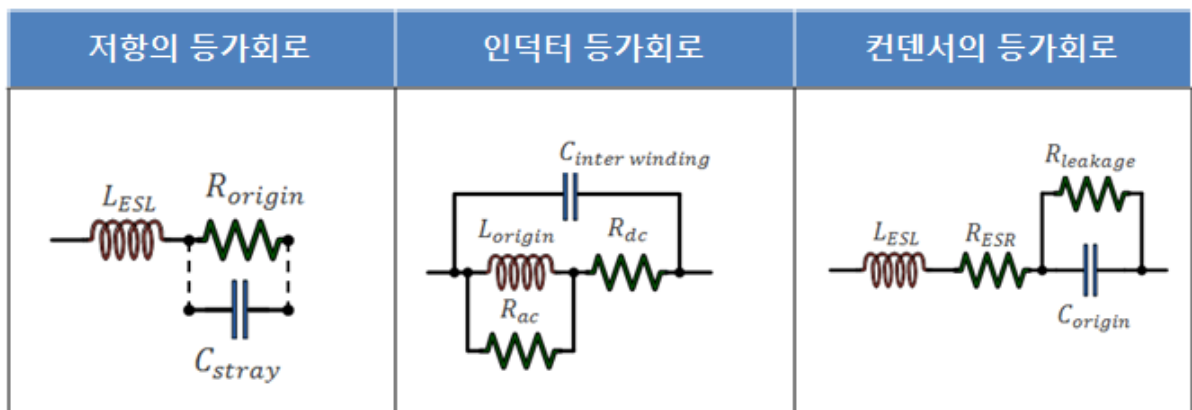 저항의 등가회로
인덕터 등가회로
컨덴서의 등가회로
L_ESL
R_origin
C_stray
C_inter winding
L_origin
R_dc
R_ac
R_leakage
L_ESL
R_ESR
C_origin